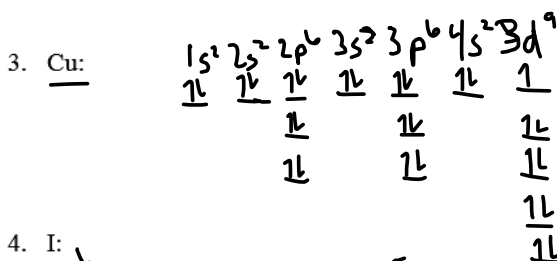 3. Cu: 1s² 2s² 2p⁶ 3s² 3p⁶ 4s² 3d⁹
1L 1L 1L 1L 1L 1L 1
1L 1L 1L
1L 1L 1L
1L
4. I: 1L